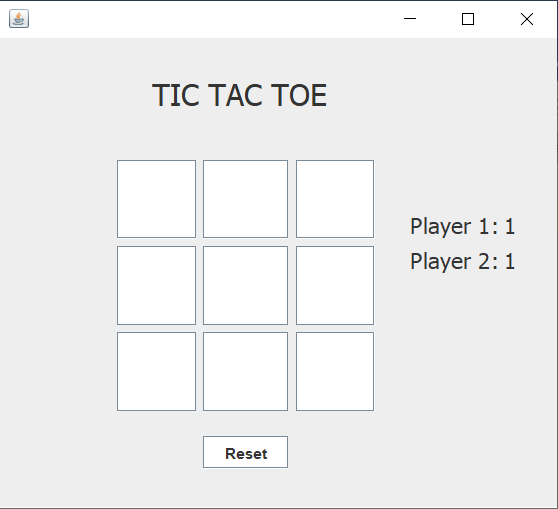 TIC TAC TOE
Player 1: 1
Player 2: 1
Reset